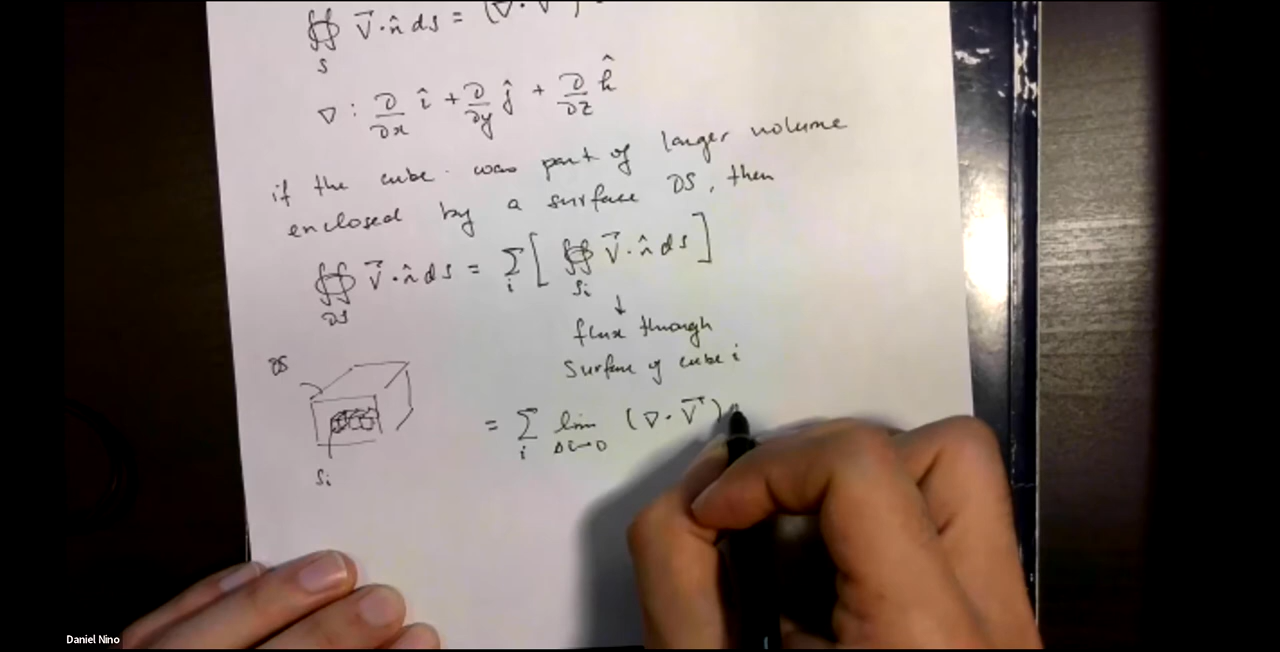 ∯ V⃗ · n̂ ds = (∇ · V⃗)
S
∇ : ∂/∂x î + ∂/∂y ĵ + ∂/∂z k̂
if the cube was part of larger volume
enclosed by a surface ∂S, then
∯ V⃗ · n̂ ds = Σ [ ∯ V⃗ · n̂ ds ]
∂S i Si
↓
flux through
surface of cube i
∂S
= Σ lim (∇ · V⃗)
i Δi→0
Si
Daniel Nino